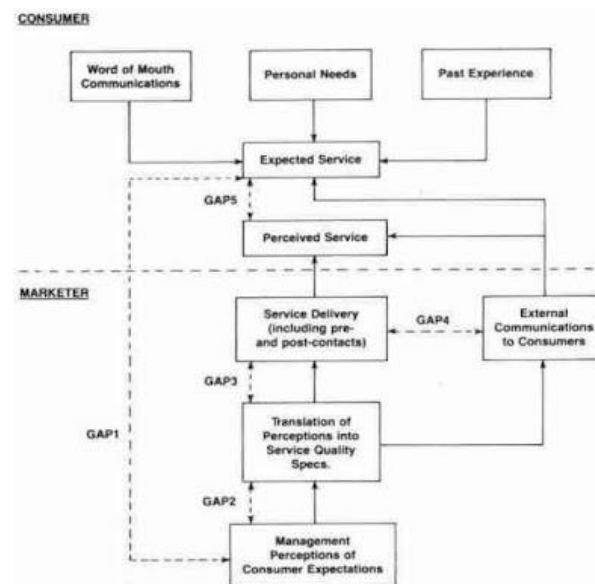 CONSUMER
Word of Mouth
Communications
Personal Needs
Past Experience
Expected Service
GAP5
Perceived Service
MARKETER
Service Delivery
(including pre-
and post-contacts)
GAP4
External
Communications
to Consumers
GAP3
Translation of
Perceptions into
Service Quality
Specs.
GAP1
GAP2
Management
Perceptions of
Consumer Expectations